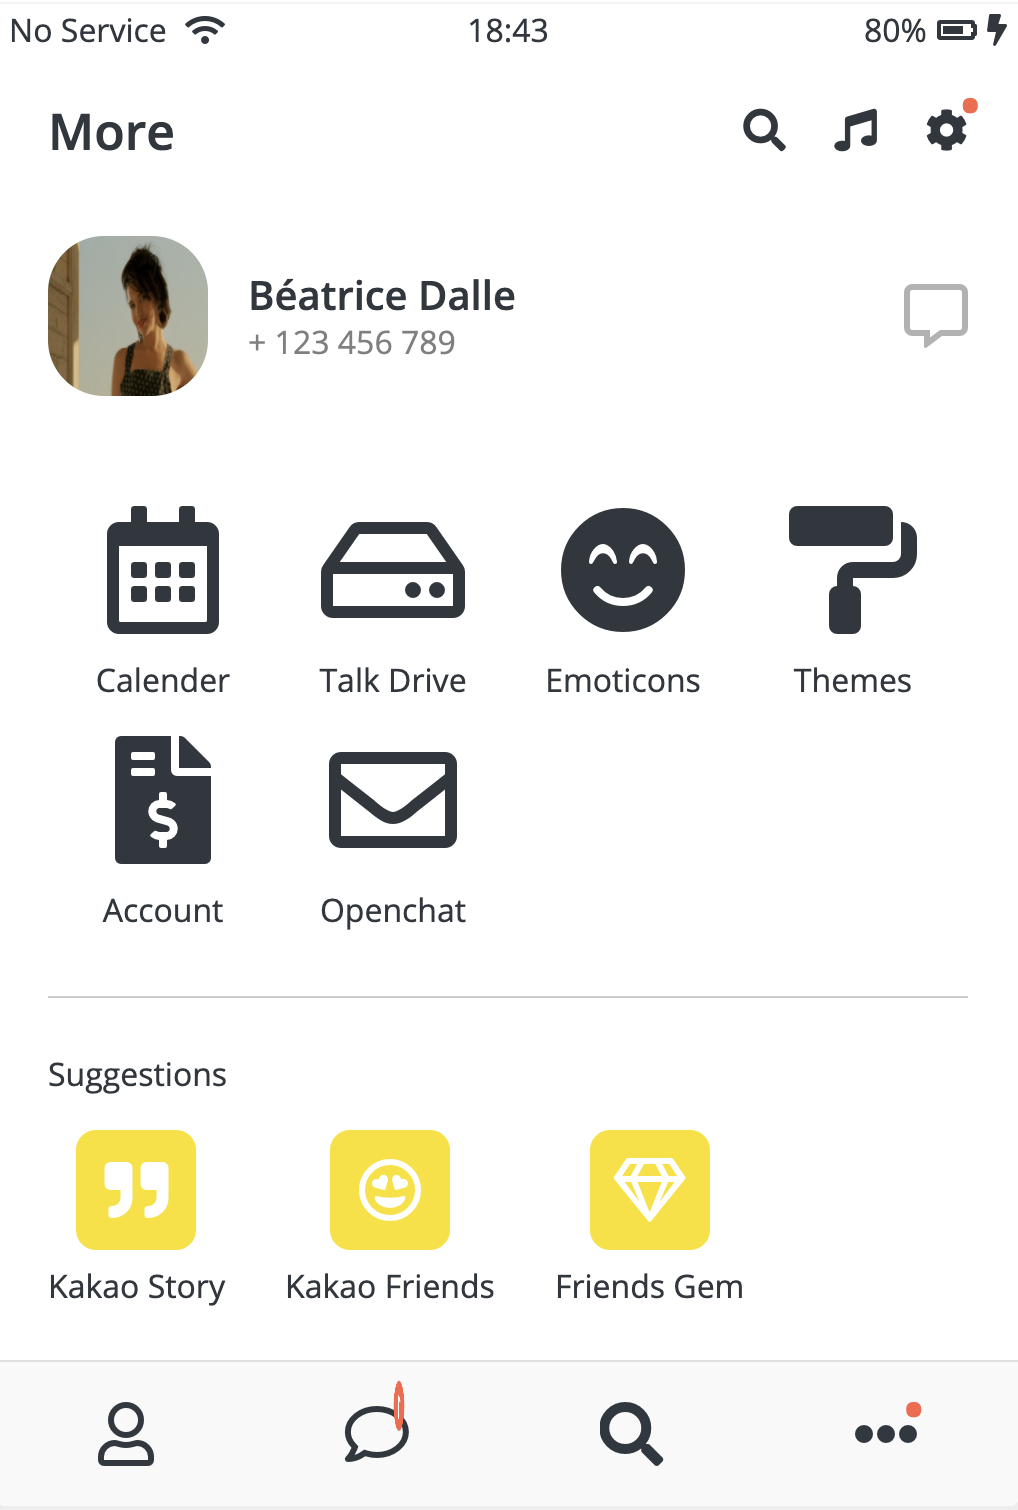 No Service 18:43 80%
More
Béatrice Dalle
+ 123 456 789
Calender Talk Drive Emoticons Themes
Account Openchat
Suggestions
Kakao Story Kakao Friends Friends Gem